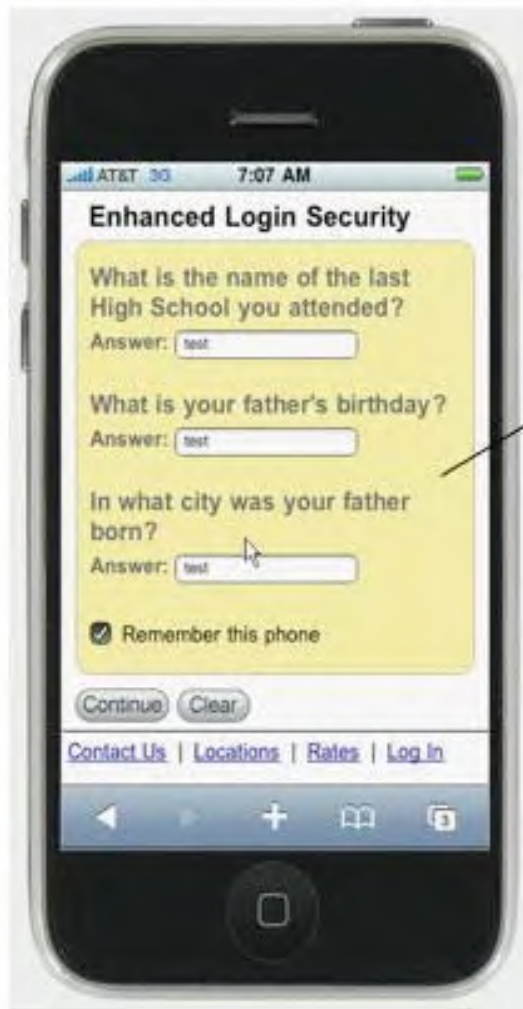 AT&T 3G 7:07 AM
Enhanced Login Security
What is the name of the last
High School you attended?
Answer: test
What is your father's birthday?
Answer: test
In what city was your father
born?
Answer: test
Remember this phone
Continue Clear
Contact Us | Locations | Rates | Log In
3